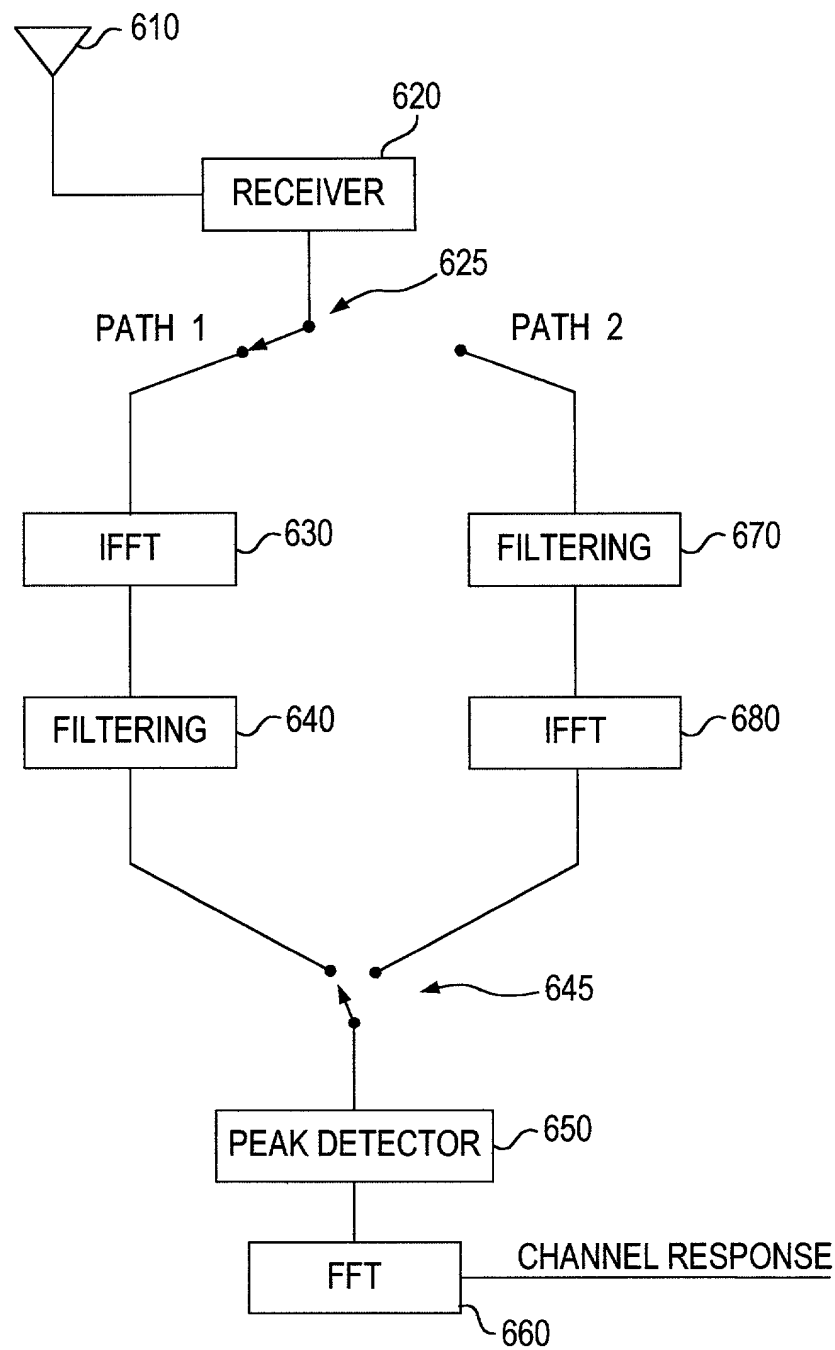 610
620
RECEIVER
625
PATH 1
PATH 2
IFFT
630
FILTERING
670
FILTERING
640
IFFT
680
645
PEAK DETECTOR
650
CHANNEL RESPONSE
FFT
660